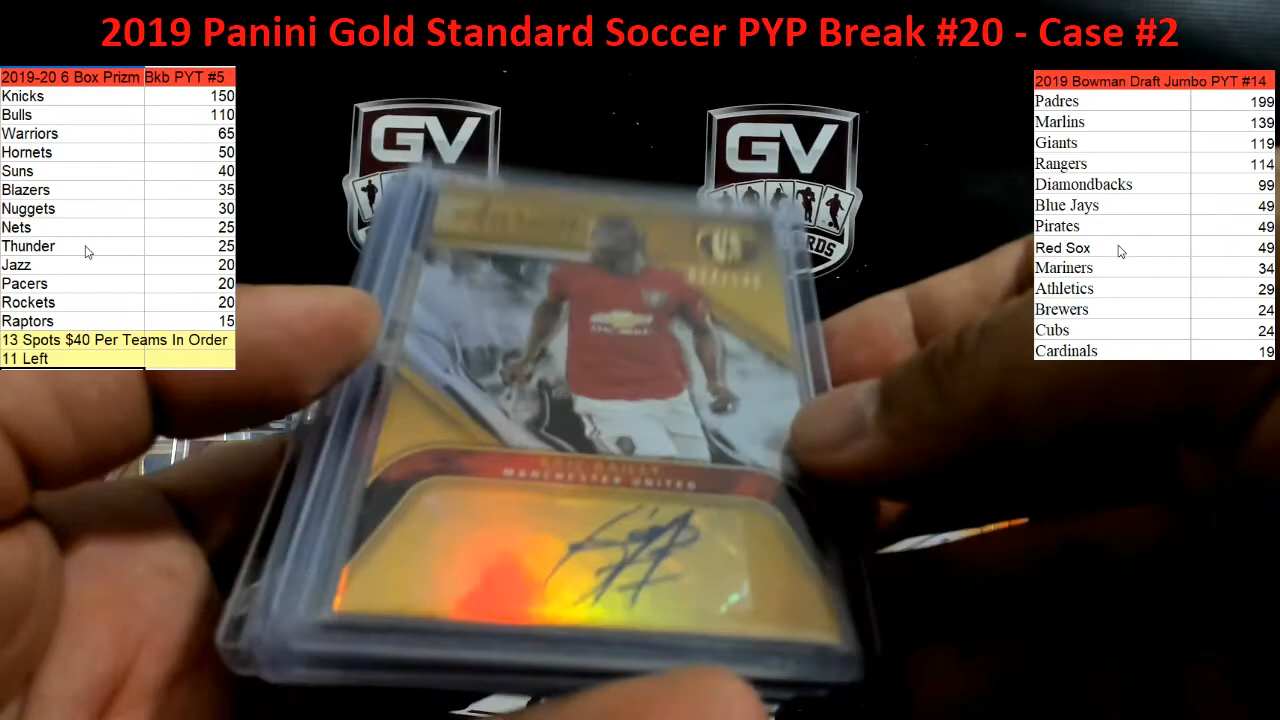 2019 Panini Gold Standard Soccer PYP Break #20 - Case #2
2019-20 6 Box Prizm Bkb PYT #5
Knicks 150
Bulls 110
Warriors 65
Hornets 50
Suns 40
Blazers 35
Nuggets 30
Nets 25
Thunder 25
Jazz 20
Pacers 20
Rockets 20
Raptors 15
13 Spots $40 Per Teams In Order
11 Left
2019 Bowman Draft Jumbo PYT #14
Padres 199
Marlins 139
Giants 119
Rangers 114
Diamondbacks 99
Blue Jays 49
Pirates 49
Red Sox 49
Mariners 34
Athletics 29
Brewers 24
Cubs 24
Cardinals 19
GV
GV
BAILLY
MANCHESTER UNITED